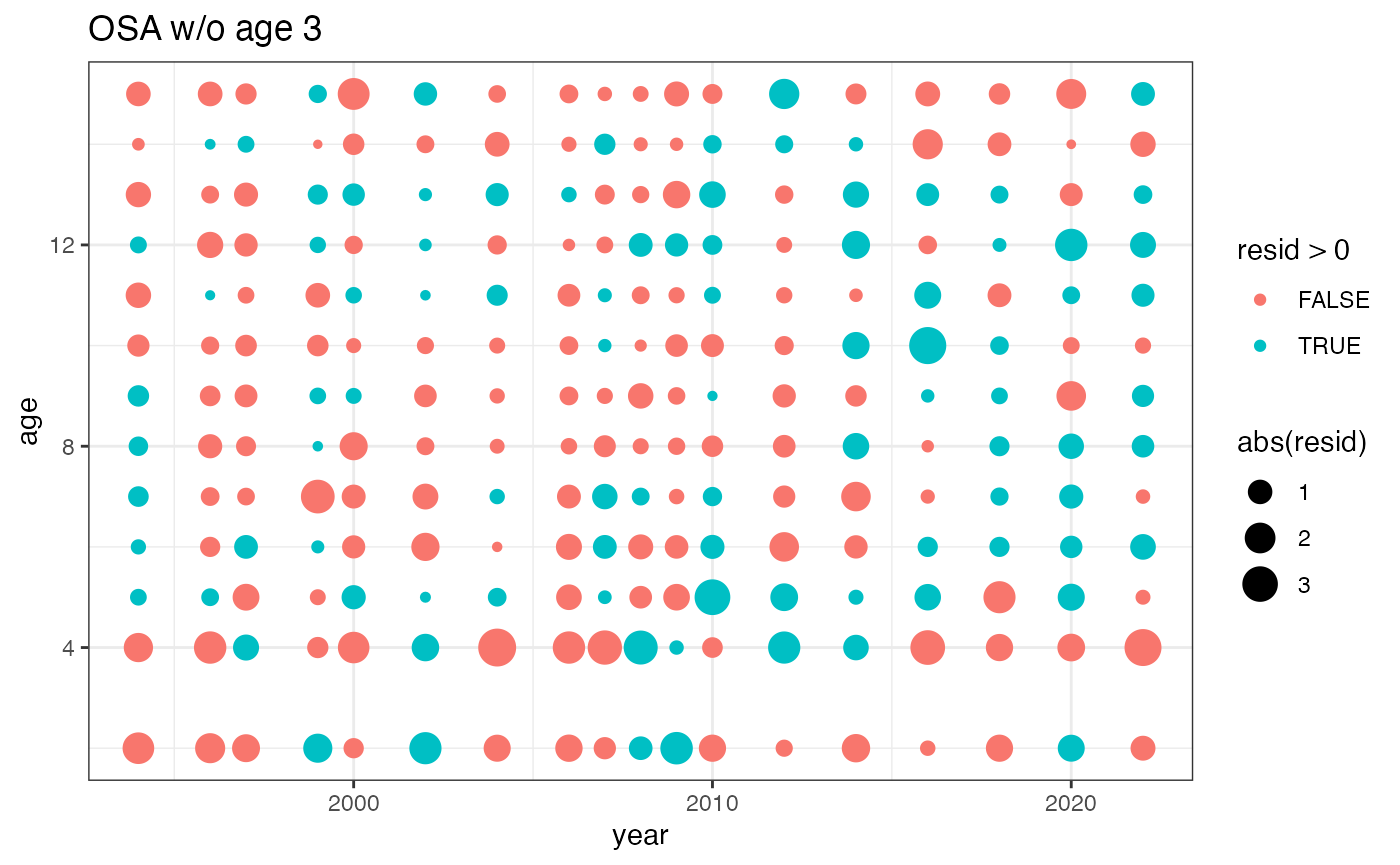 OSA w/o age 3
age
12
8
4
2000
2010
2020
year
resid > 0
FALSE
TRUE
abs(resid)
1
2
3